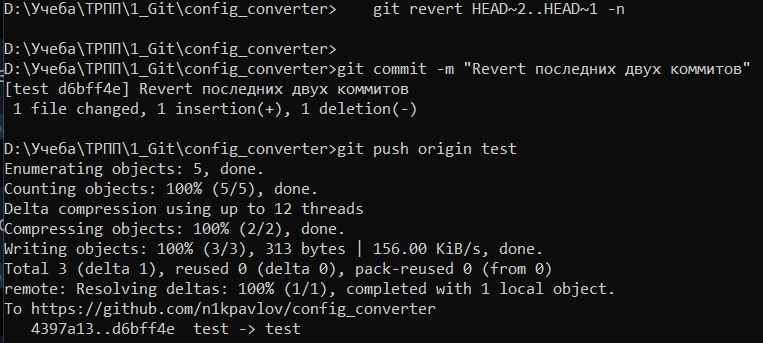 D:\Учеба\ТРПП\1_Git\config_converter>    git revert HEAD~2..HEAD~1 -n
D:\Учеба\ТРПП\1_Git\config_converter>
D:\Учеба\ТРПП\1_Git\config_converter>git commit -m "Revert последних двух коммитов"
[test d6bff4e] Revert последних двух коммитов
 1 file changed, 1 insertion(+), 1 deletion(-)
D:\Учеба\ТРПП\1_Git\config_converter>git push origin test
Enumerating objects: 5, done.
Counting objects: 100% (5/5), done.
Delta compression using up to 12 threads
Compressing objects: 100% (2/2), done.
Writing objects: 100% (3/3), 313 bytes | 156.00 KiB/s, done.
Total 3 (delta 1), reused 0 (delta 0), pack-reused 0 (from 0)
remote: Resolving deltas: 100% (1/1), completed with 1 local object.
To https://github.com/n1kpavlov/config_converter
   4397a13..d6bff4e  test -> test